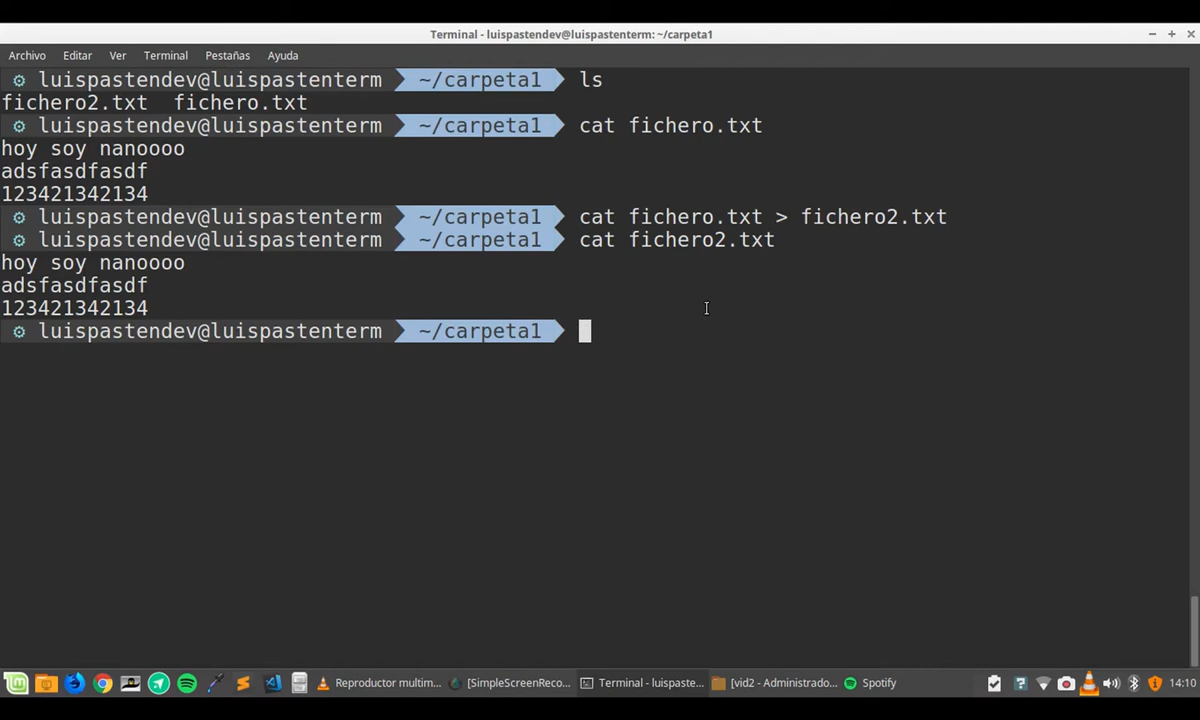 Terminal - luispastendev@luispastenterm: ~/carpeta1
Archivo Editar Ver Terminal Pestañas Ayuda
luispastendev@luispastenterm ~/carpeta1 ls
fichero2.txt fichero.txt
luispastendev@luispastenterm ~/carpeta1 cat fichero.txt
hoy soy nanoooo
adsfasdfasdf
123421342134
luispastendev@luispastenterm ~/carpeta1 cat fichero.txt > fichero2.txt
luispastendev@luispastenterm ~/carpeta1 cat fichero2.txt
hoy soy nanoooo
adsfasdfasdf
123421342134
luispastendev@luispastenterm ~/carpeta1
Reproductor multim... [SimpleScreenReco... Terminal - luispaste... [vid2 - Administrado... Spotify 14:10